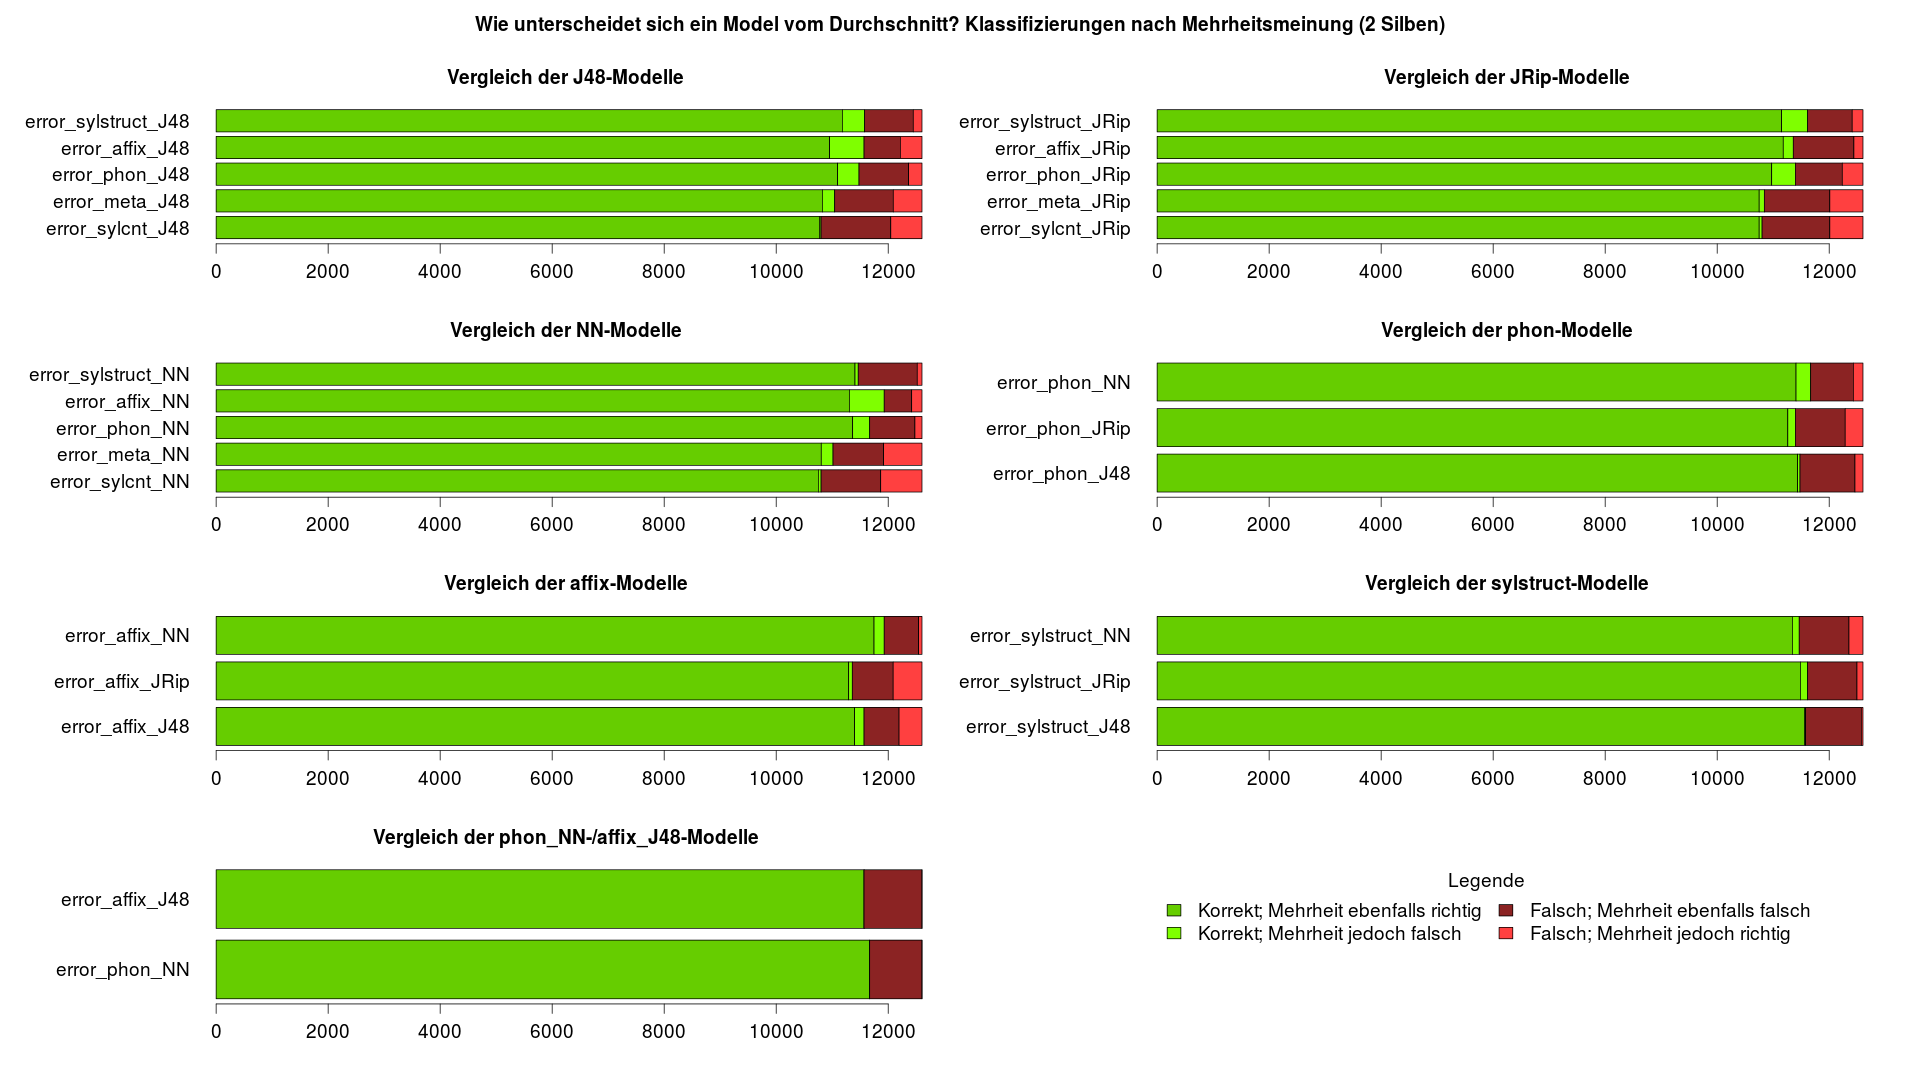 Wie unterscheidet sich ein Model vom Durchschnitt? Klassifizierungen nach Mehrheitsmeinung (2 Silben)
Vergleich der J48-Modelle
error_sylstruct_J48
error_affix_J48
error_phon_J48
error_meta_J48
error_sylcnt_J48
0 2000 4000 6000 8000 10000 12000
Vergleich der JRip-Modelle
error_sylstruct_JRip
error_affix_JRip
error_phon_JRip
error_meta_JRip
error_sylcnt_JRip
0 2000 4000 6000 8000 10000 12000
Vergleich der NN-Modelle
error_sylstruct_NN
error_affix_NN
error_phon_NN
error_meta_NN
error_sylcnt_NN
0 2000 4000 6000 8000 10000 12000
Vergleich der phon-Modelle
error_phon_NN
error_phon_JRip
error_phon_J48
0 2000 4000 6000 8000 10000 12000
Vergleich der affix-Modelle
error_affix_NN
error_affix_JRip
error_affix_J48
0 2000 4000 6000 8000 10000 12000
Vergleich der sylstruct-Modelle
error_sylstruct_NN
error_sylstruct_JRip
error_sylstruct_J48
0 2000 4000 6000 8000 10000 12000
Vergleich der phon_NN-/affix_J48-Modelle
error_affix_J48
error_phon_NN
0 2000 4000 6000 8000 10000 12000
Legende
Korrekt; Mehrheit ebenfalls richtig
Korrekt; Mehrheit jedoch falsch
Falsch; Mehrheit ebenfalls falsch
Falsch; Mehrheit jedoch richtig